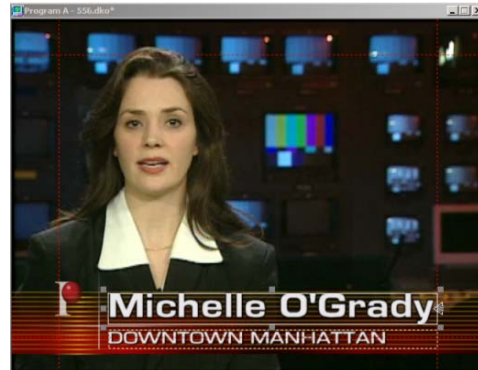 Program A - 556.dko*
Michelle O'Grady
DOWNTOWN MANHATTAN